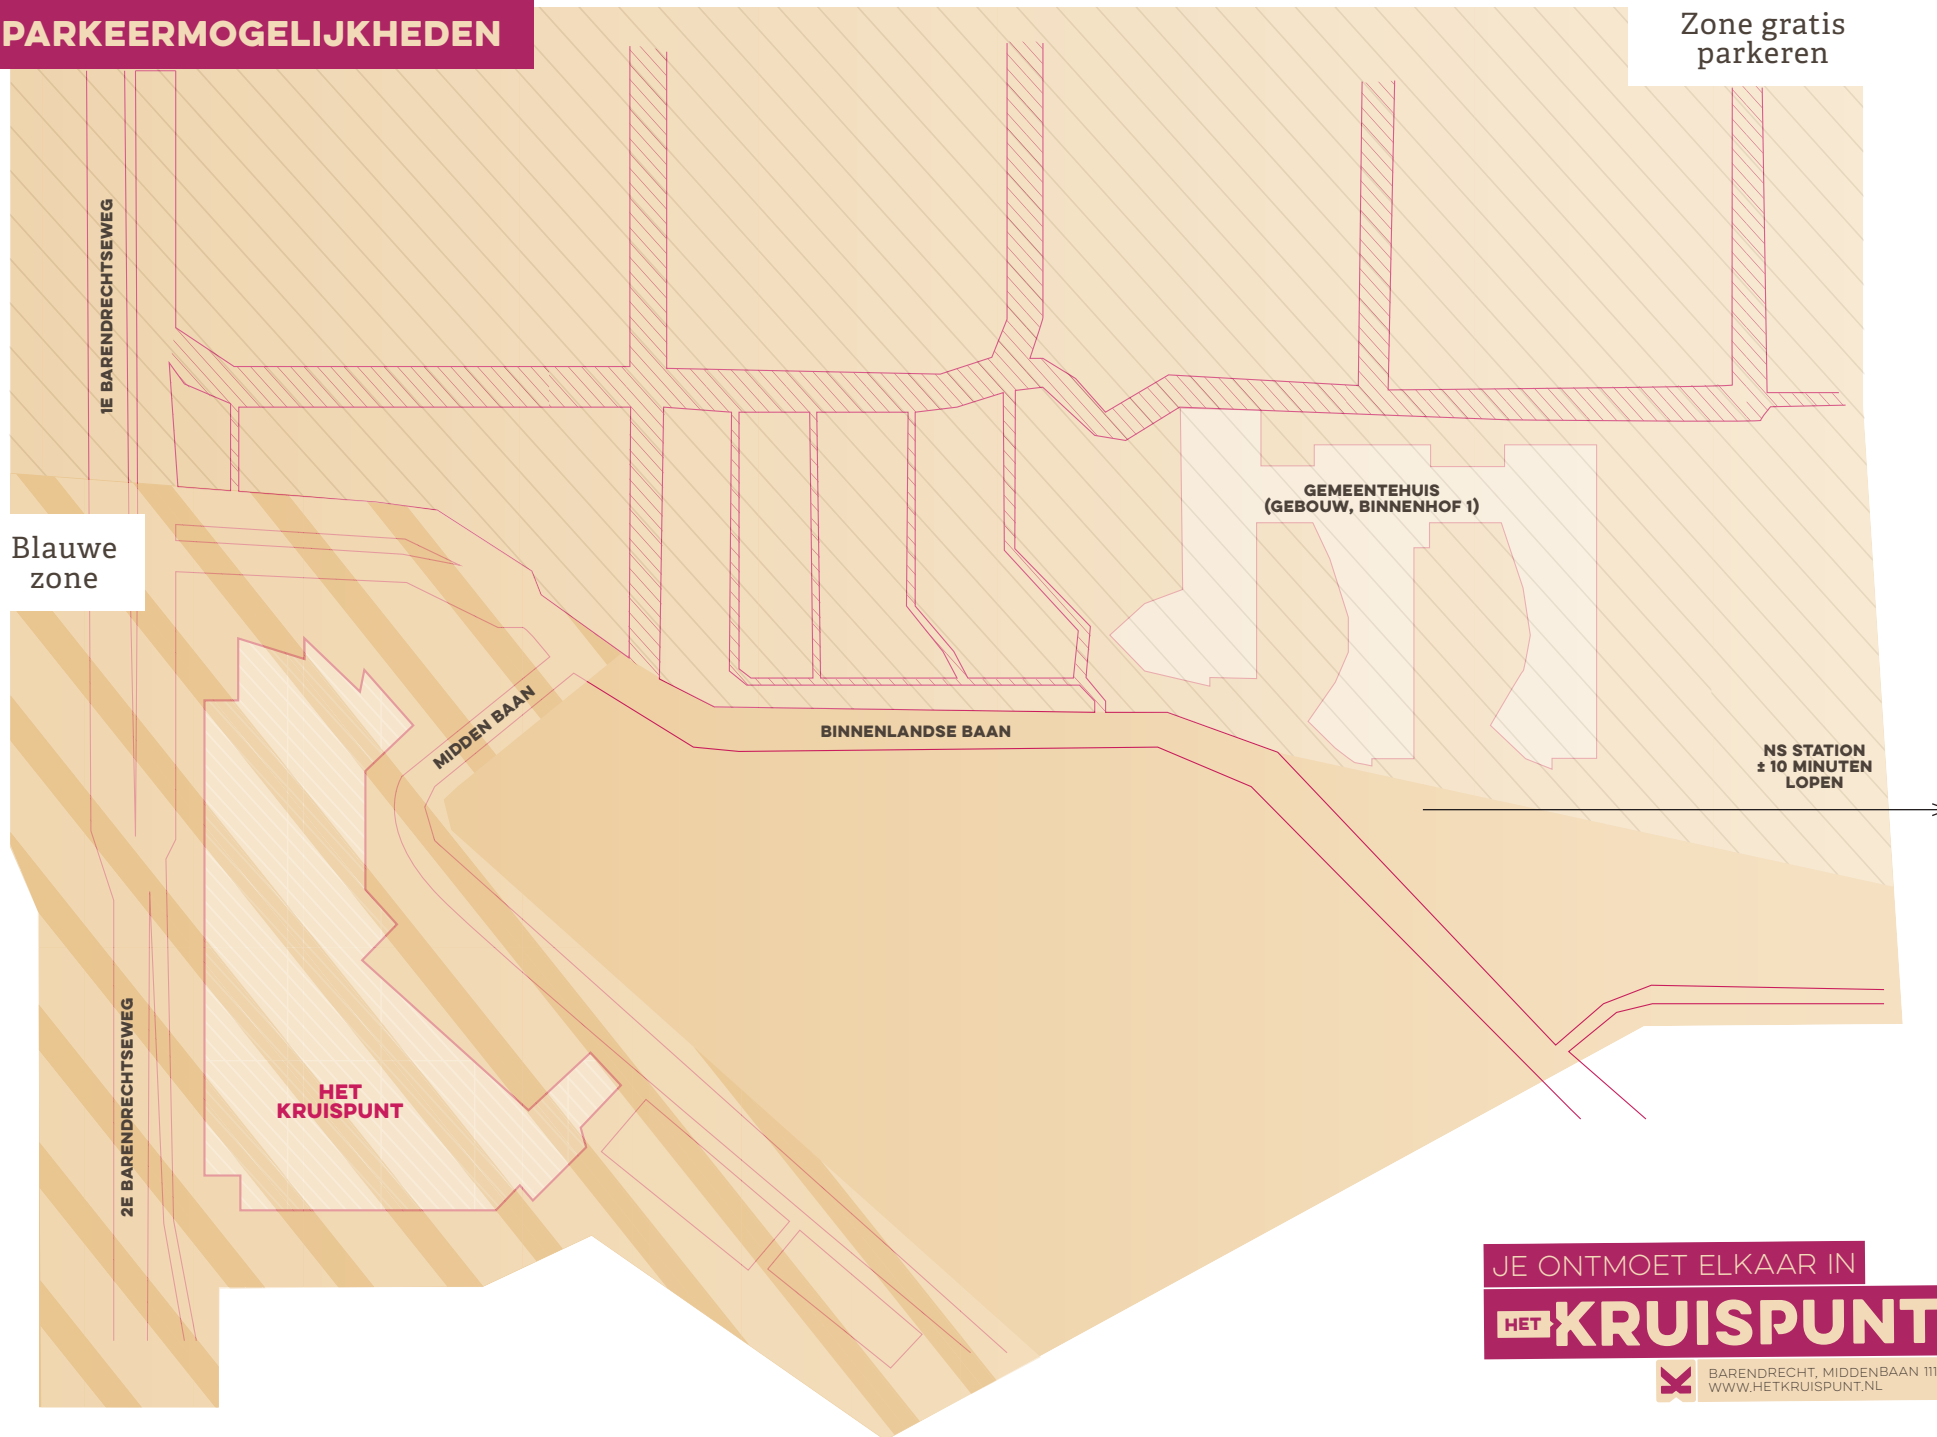 PARKEERMOGELIJKHEDEN
Zone gratis
parkeren
1E BARENDRECHTSEWEG
GEMEENTEHUIS
(GEBOUW, BINNENHOF 1)
Blauwe
zone
MIDDEN BAAN
BINNENLANDSE BAAN
NS STATION
± 10 MINUTEN
LOPEN
2E BARENDRECHTSEWEG
HET
KRUISPUNT
JE ONTMOET ELKAAR IN
HET KRUISPUNT
BARENDRECHT, MIDDENBAAN 111
WWW.HETKRUISPUNT.NL